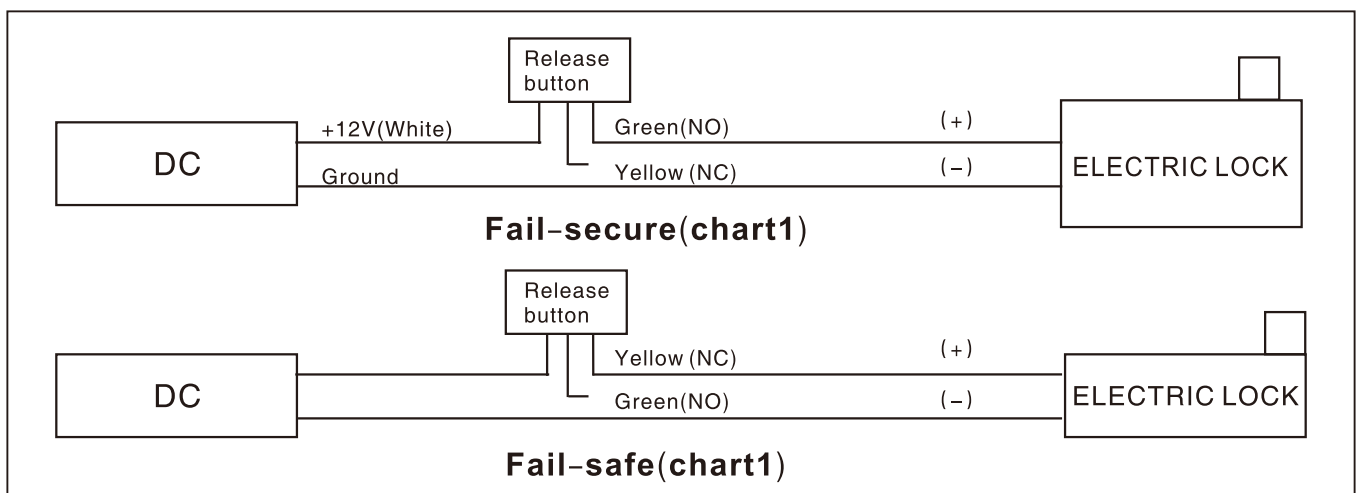 Release
button
+12V(White)
Green(NO)
(+)
DC
ELECTRIC LOCK
Ground
Yellow (NC)
(–)
Fail–secure(chart1)
Release
button
Yellow (NC)
(+)
DC
ELECTRIC LOCK
Green(NO)
(–)
Fail–safe(chart1)